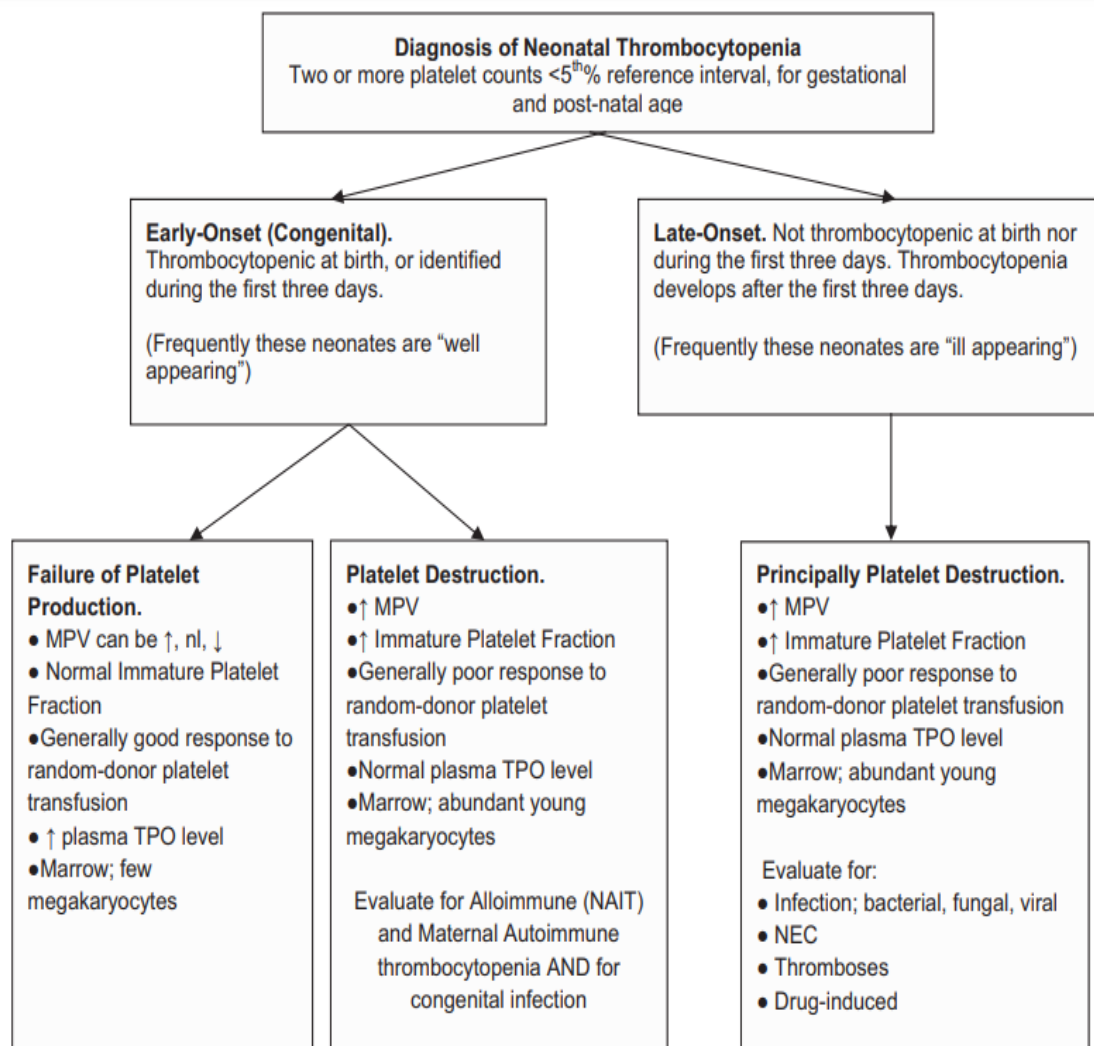 Diagnosis of Neonatal Thrombocytopenia
Two or more platelet counts <5th% reference interval, for gestational
and post-natal age
Early-Onset (Congenital).
Thrombocytopenic at birth, or identified
during the first three days.
(Frequently these neonates are “well
appearing”)
Late-Onset. Not thrombocytopenic at birth nor
during the first three days. Thrombocytopenia
develops after the first three days.
(Frequently these neonates are “ill appearing”)
Failure of Platelet
Production.
● MPV can be ↑, nl, ↓
● Normal Immature Platelet
Fraction
●Generally good response to
random-donor platelet
transfusion
● ↑ plasma TPO level
●Marrow; few
megakaryocytes
Platelet Destruction.
●↑ MPV
●↑ Immature Platelet Fraction
●Generally poor response to
random-donor platelet
transfusion
●Normal plasma TPO level
●Marrow; abundant young
megakaryocytes
Evaluate for Alloimmune (NAIT)
and Maternal Autoimmune
thrombocytopenia AND for
congenital infection
Principally Platelet Destruction.
●↑ MPV
●↑ Immature Platelet Fraction
●Generally poor response to
random-donor platelet transfusion
●Normal plasma TPO level
●Marrow; abundant young
megakaryocytes
Evaluate for:
● Infection; bacterial, fungal, viral
● NEC
● Thromboses
● Drug-induced